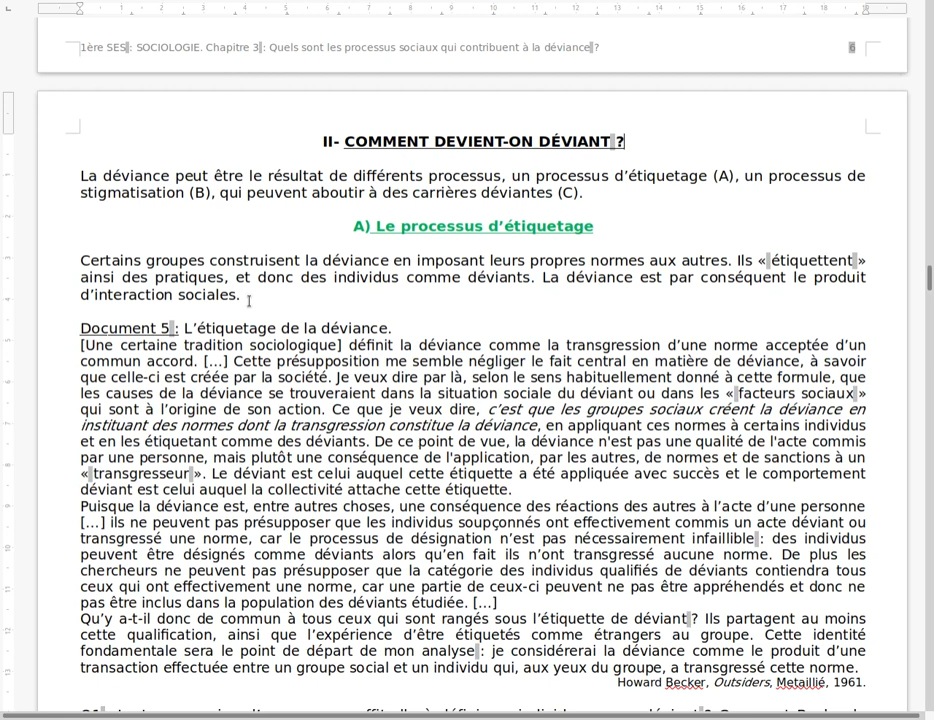 1ère SES : SOCIOLOGIE. Chapitre 3 : Quels sont les processus sociaux qui contribuent à la déviance ?
6
II- COMMENT DEVIENT-ON DÉVIANT ?
La déviance peut être le résultat de différents processus, un processus d’étiquetage (A), un processus de
stigmatisation (B), qui peuvent aboutir à des carrières déviantes (C).
A) Le processus d’étiquetage
Certains groupes construisent la déviance en imposant leurs propres normes aux autres. Ils « étiquettent »
ainsi des pratiques, et donc des individus comme déviants. La déviance est par conséquent le produit
d’interaction sociales.
Document 5 : L’étiquetage de la déviance.
[Une certaine tradition sociologique] définit la déviance comme la transgression d’une norme acceptée d’un
commun accord. […] Cette présupposition me semble négliger le fait central en matière de déviance, à savoir
que celle-ci est créée par la société. Je veux dire par là, selon le sens habituellement donné à cette formule, que
les causes de la déviance se trouveraient dans la situation sociale du déviant ou dans les « facteurs sociaux »
qui sont à l’origine de son action. Ce que je veux dire, c’est que les groupes sociaux créent la déviance en
instituant des normes dont la transgression constitue la déviance, en appliquant ces normes à certains individus
et en les étiquetant comme des déviants. De ce point de vue, la déviance n'est pas une qualité de l'acte commis
par une personne, mais plutôt une conséquence de l'application, par les autres, de normes et de sanctions à un
« transgresseur ». Le déviant est celui auquel cette étiquette a été appliquée avec succès et le comportement
déviant est celui auquel la collectivité attache cette étiquette.
Puisque la déviance est, entre autres choses, une conséquence des réactions des autres à l’acte d’une personne
[…] ils ne peuvent pas présupposer que les individus soupçonnés ont effectivement commis un acte déviant ou
transgressé une norme, car le processus de désignation n’est pas nécessairement infaillible : des individus
peuvent être désignés comme déviants alors qu’en fait ils n’ont transgressé aucune norme. De plus les
chercheurs ne peuvent pas présupposer que la catégorie des individus qualifiés de déviants contiendra tous
ceux qui ont effectivement une norme, car une partie de ceux-ci peuvent ne pas être appréhendés et donc ne
pas être inclus dans la population des déviants étudiée. […]
Qu’y a-t-il donc de commun à tous ceux qui sont rangés sous l’étiquette de déviant ? Ils partagent au moins
cette qualification, ainsi que l’expérience d’être étiquetés comme étrangers au groupe. Cette identité
fondamentale sera le point de départ de mon analyse : je considérerai la déviance comme le produit d’une
transaction effectuée entre un groupe social et un individu qui, aux yeux du groupe, a transgressé cette norme.
Howard Becker, Outsiders, Metaillié, 1961.